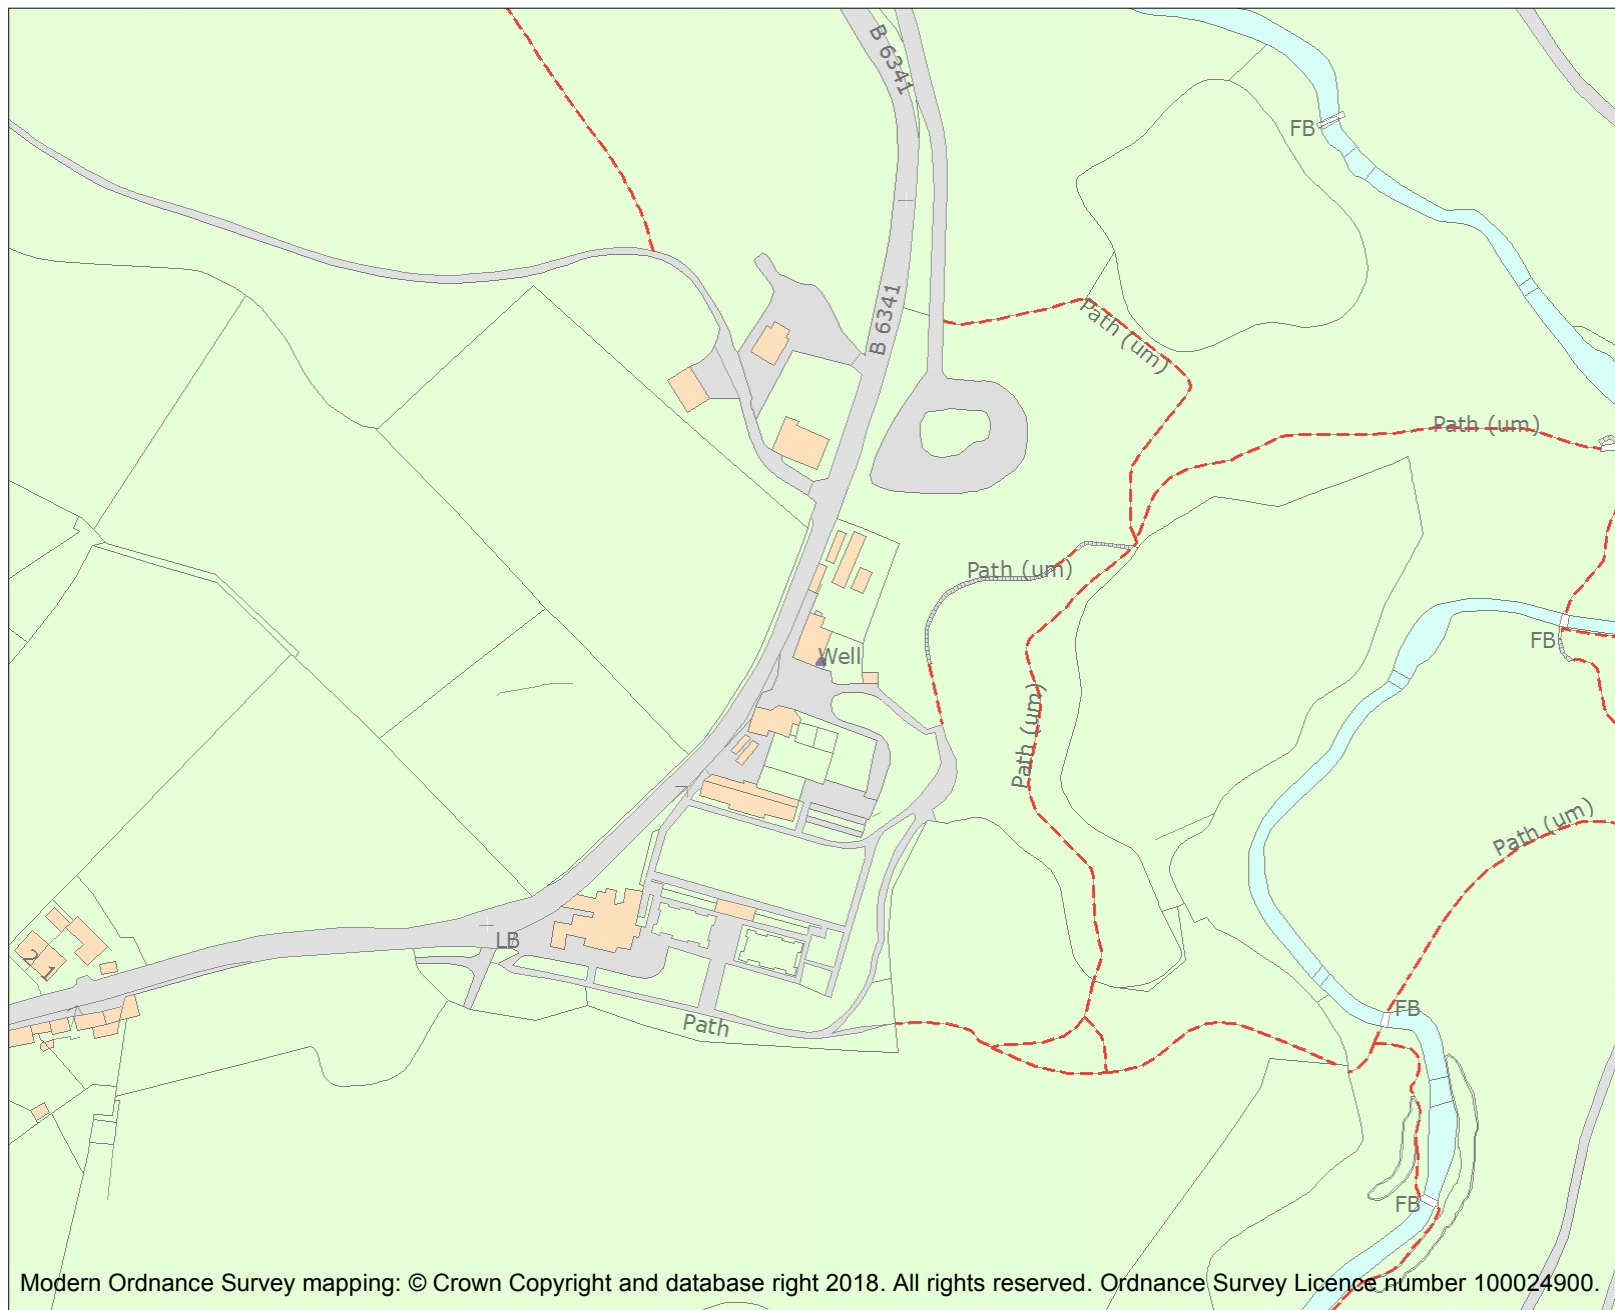 B 6341
FB
B 6341
Path (um)
Path (um)
Path (um)
Well
FB
Path (um)
Path (um)
LB
2
1
FB
Path
FB
Modern Ordnance Survey mapping: © Crown Copyright and database right 2018. All rights reserved. Ordnance Survey Licence number 100024900.